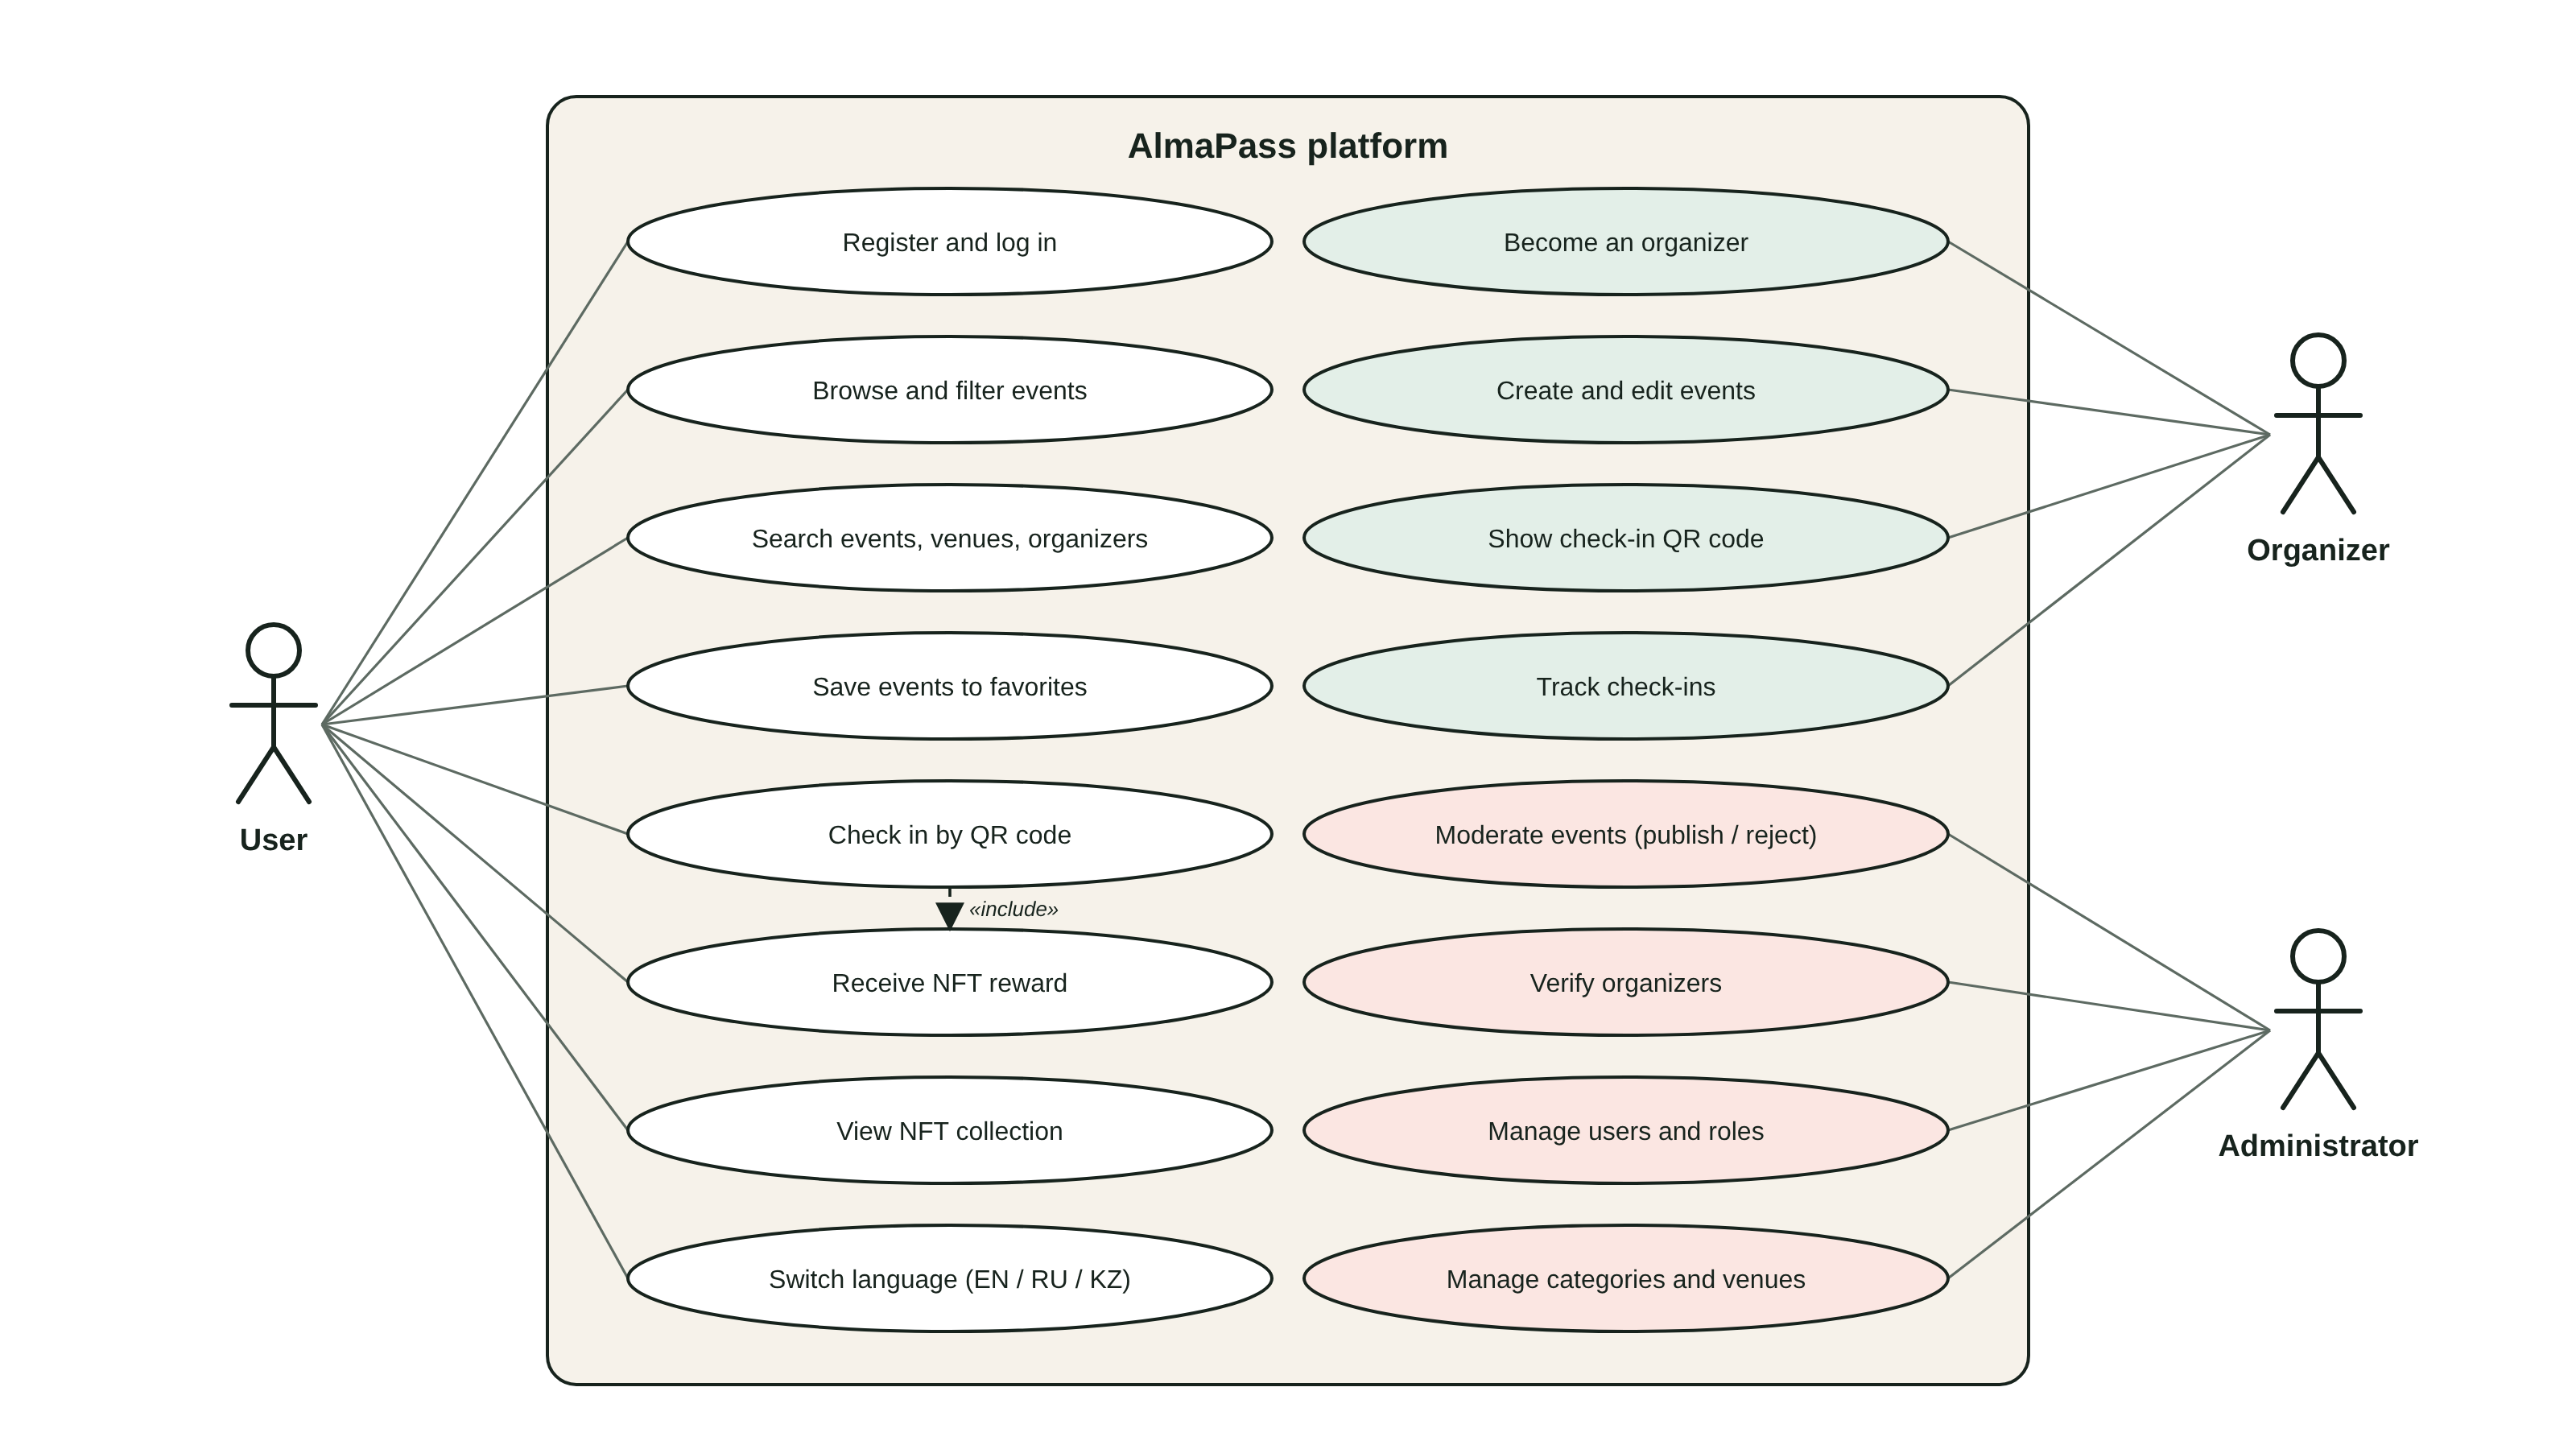 AlmaPass platform
Register and log in
Become an organizer
Browse and filter events
Create and edit events
Search events, venues, organizers
Show check-in QR code
Organizer
Save events to favorites
Track check-ins
User
Check in by QR code
Moderate events (publish / reject)
«include»
Receive NFT reward
Verify organizers
View NFT collection
Manage users and roles
Administrator
Switch language (EN / RU / KZ)
Manage categories and venues